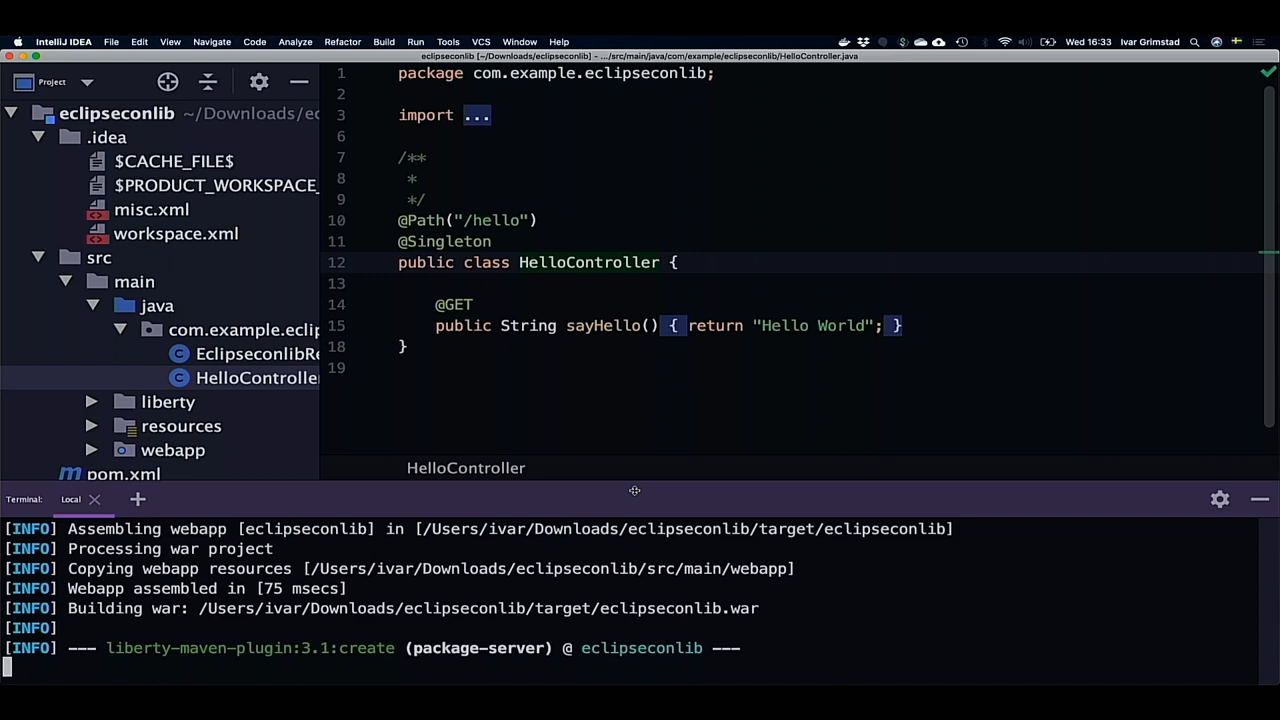 IntelliJ IDEA File Edit View Navigate Code Analyze Refactor Build Run Tools VCS Window Help Wed 16:33 Ivar Grimstad
eclipseconlib [~/Downloads/eclipseconlib] – .../src/main/java/com/example/eclipseconlib/HelloController.java
Project
eclipseconlib ~/Downloads/ec
.idea
$CACHE_FILE$
$PRODUCT_WORKSPACE_
misc.xml
workspace.xml
src
main
java
com.example.eclip
EclipseconlibRe
HelloController
liberty
resources
webapp
pom.xml
1 package com.example.eclipseconlib;
2
3 import ...
6
7 /**
8 *
9 */
10 @Path("/hello")
11 @Singleton
12 public class HelloController {
13
14 @GET
15 public String sayHello() { return "Hello World"; }
18 }
19
HelloController
Terminal: Local
[INFO] Assembling webapp [eclipseconlib] in [/Users/ivar/Downloads/eclipseconlib/target/eclipseconlib]
[INFO] Processing war project
[INFO] Copying webapp resources [/Users/ivar/Downloads/eclipseconlib/src/main/webapp]
[INFO] Webapp assembled in [75 msecs]
[INFO] Building war: /Users/ivar/Downloads/eclipseconlib/target/eclipseconlib.war
[INFO]
[INFO] --- liberty-maven-plugin:3.1:create (package-server) @ eclipseconlib ---